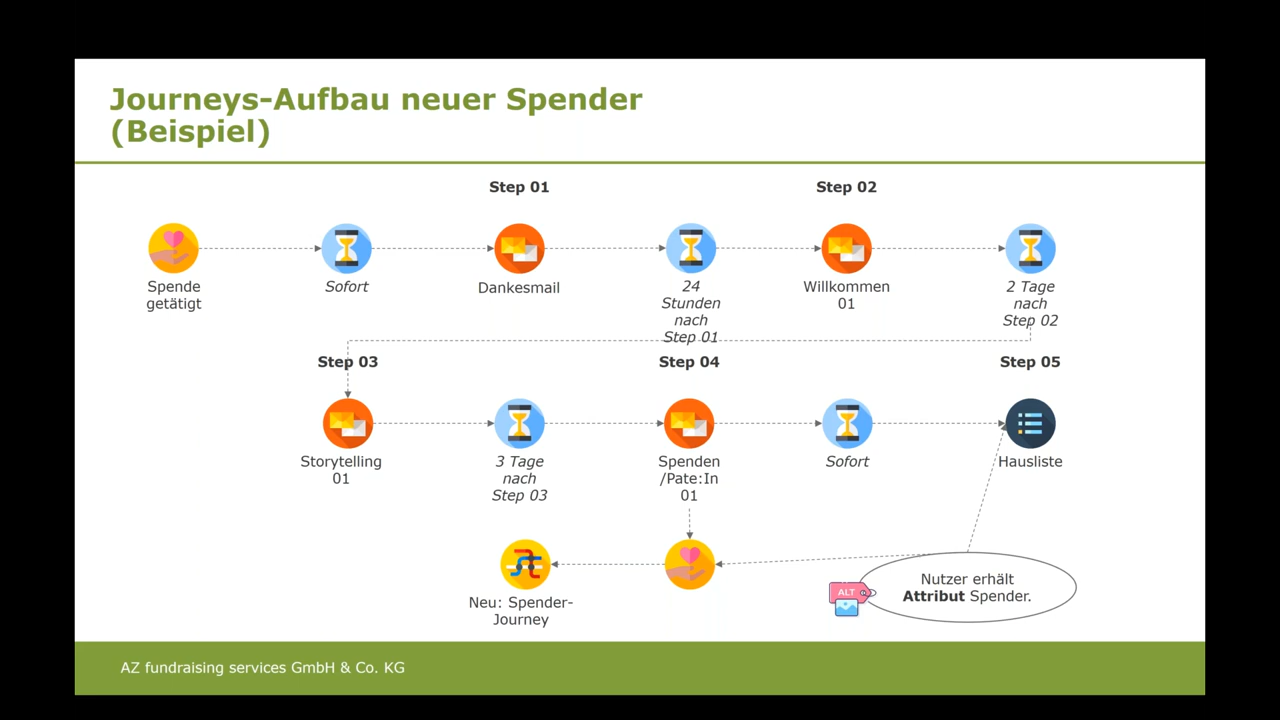 Journeys-Aufbau neuer Spender
(Beispiel)
Step 01
Step 02
Spende
getätigt
Sofort
Dankesmail
24
Stunden
nach
Step 01
Willkommen
01
2 Tage
nach
Step 02
Step 03
Step 04
Step 05
Storytelling
01
3 Tage
nach
Step 03
Spenden
/Pate:In
01
Sofort
Hausliste
Neu: Spender-
Journey
ALT
Nutzer erhält
Attribut Spender.
AZ fundraising services GmbH & Co. KG